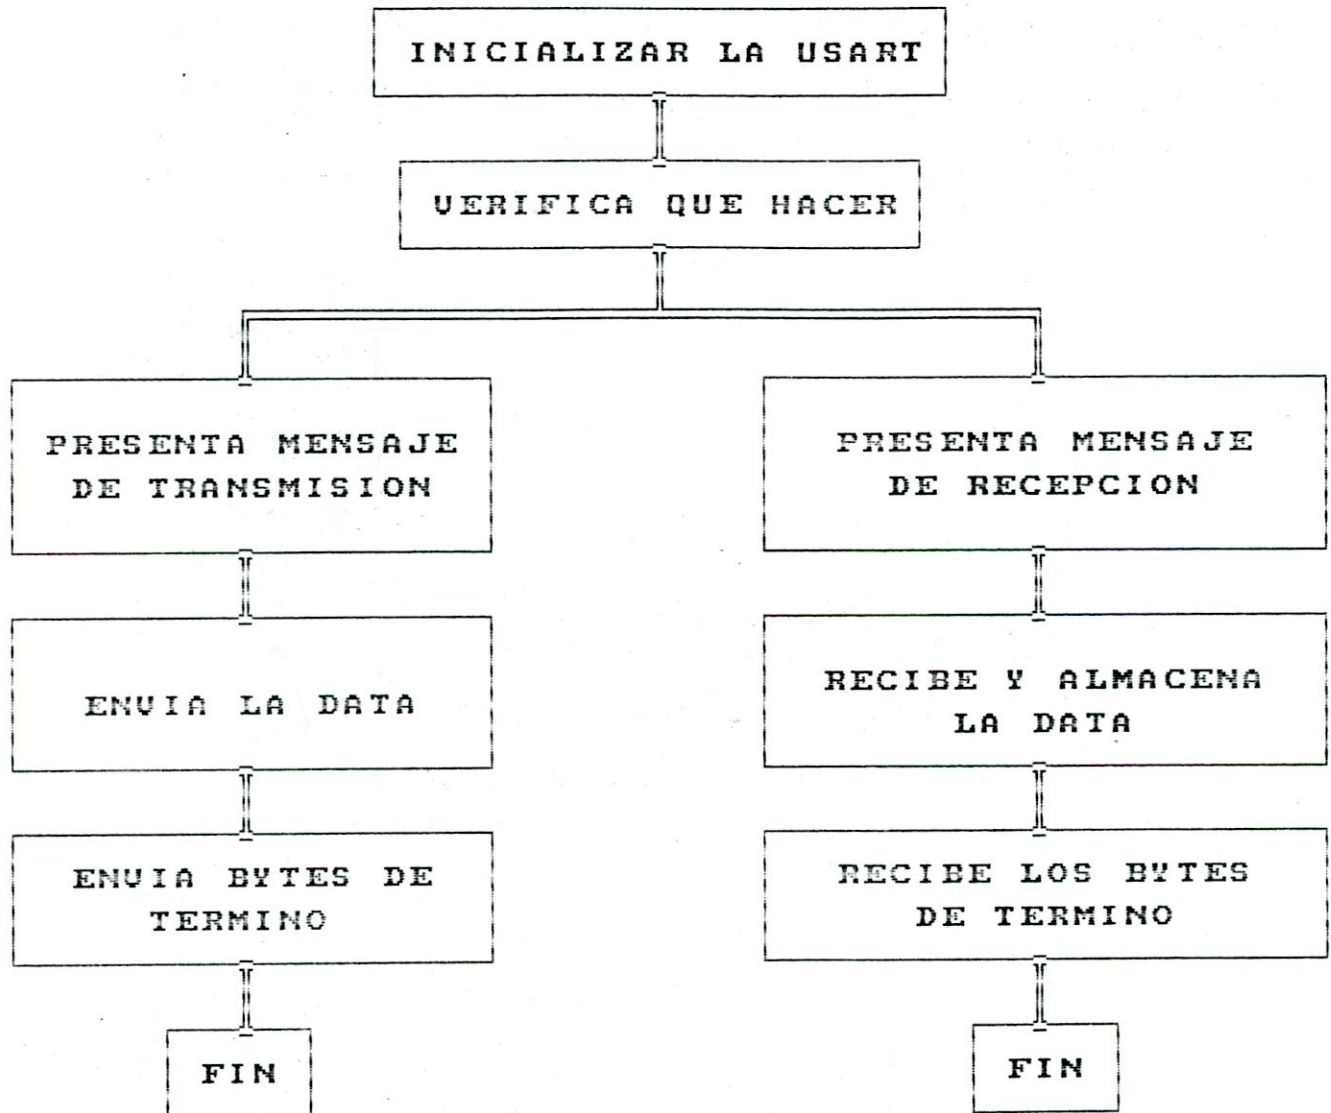 INICIALIZAR LA USART
VERIFICA QUE HACER
PRESENTA MENSAJE
DE TRANSMISION
PRESENTA MENSAJE
DE RECEPCION
ENVIA LA DATA
RECIBE Y ALMACENA
LA DATA
ENVIA BYTES DE
TERMINO
RECIBE LOS BYTES
DE TERMINO
FIN
FIN